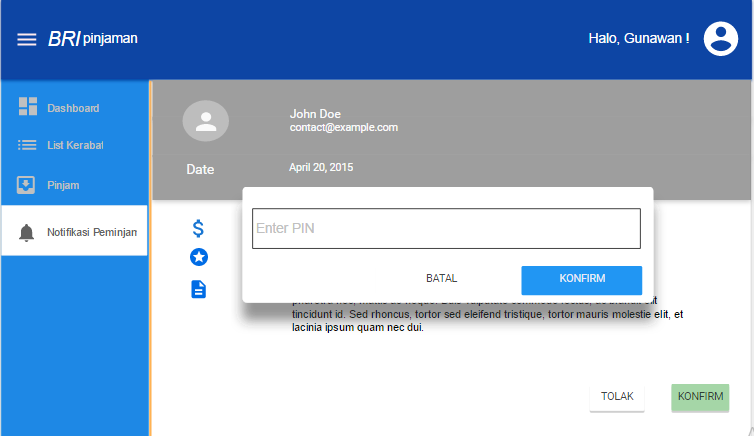 BRI pinjaman
Halo, Gunawan !
Dashboard
List Kerabat
Pinjam
Notifikasi Peminjan
John Doe
contact@example.com
Date
April 20, 2015
Enter PIN
BATAL
KONFIRM
tincidunt id. Sed rhoncus, tortor sed eleifend tristique, tortor mauris molestie elit, et
lacinia ipsum quam nec dui.
TOLAK
KONFIRM